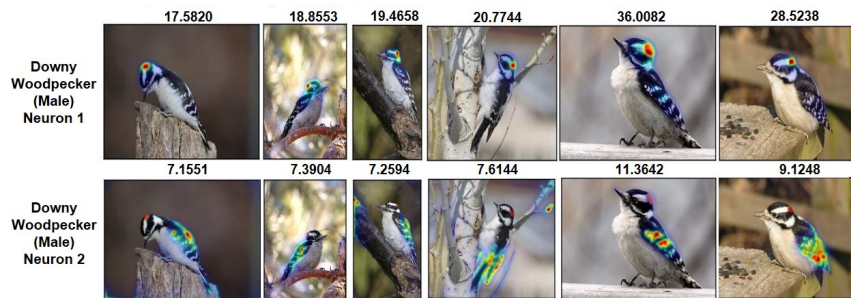 17.5820 18.8553 19.4658 20.7744 36.0082 28.5238
Downy
Woodpecker
(Male)
Neuron 1
7.1551 7.3904 7.2594 7.6144 11.3642 9.1248
Downy
Woodpecker
(Male)
Neuron 2